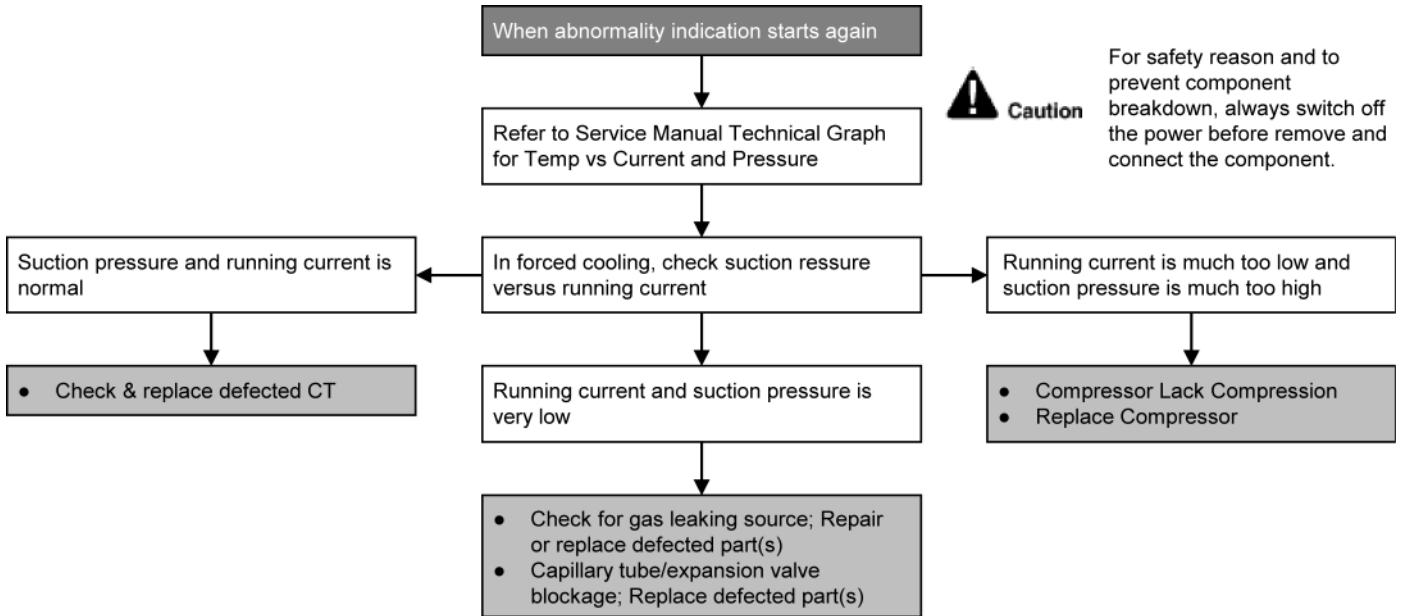 When abnormality indication starts again
For safety reason and to
prevent component
breakdown, always switch off
the power before remove and
connect the component.
Caution
Refer to Service Manual Technical Graph
for Temp vs Current and Pressure
Suction pressure and running current is
normal
In forced cooling, check suction ressure
versus running current
Running current is much too low and
suction pressure is much too high
● Check & replace defected CT
Running current and suction pressure is
very low
● Compressor Lack Compression
● Replace Compressor
● Check for gas leaking source; Repair
or replace defected part(s)
● Capillary tube/expansion valve
blockage; Replace defected part(s)